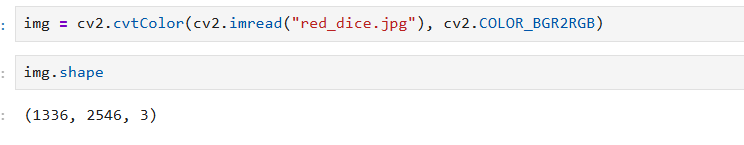 : img = cv2.cvtColor(cv2.imread("red_dice.jpg"), cv2.COLOR_BGR2RGB)
: img.shape
: (1336, 2546, 3)